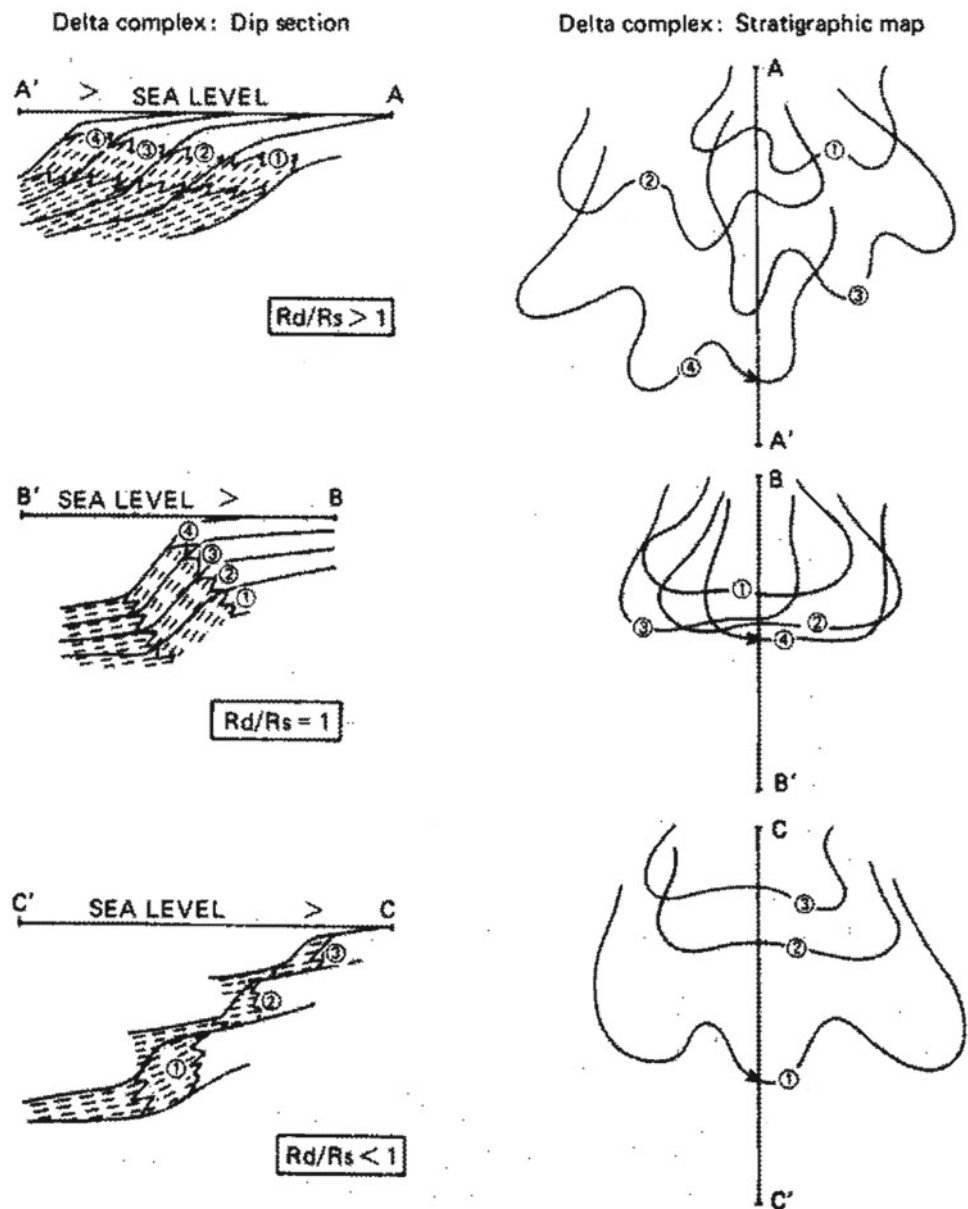 Delta complex: Dip section
Delta complex: Stratigraphic map
A' > SEA LEVEL A
④ ③ ② ①
Rd/Rs > 1
A
①
②
③
④
A'
B' SEA LEVEL > B
④
③
②
①
Rd/Rs = 1
B
①
③ ②
④
B'
C' SEA LEVEL > C
③
②
①
Rd/Rs < 1
C
③
②
①
C'